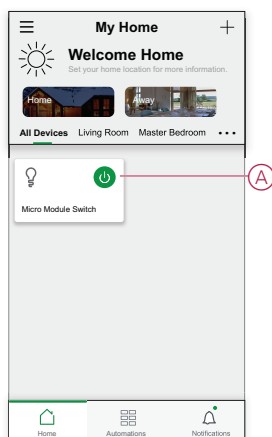 My Home
Welcome Home
Set your home location for more information.
Home
Away
All Devices Living Room Master Bedroom
A
Micro Module Switch
Home Automations Notifications